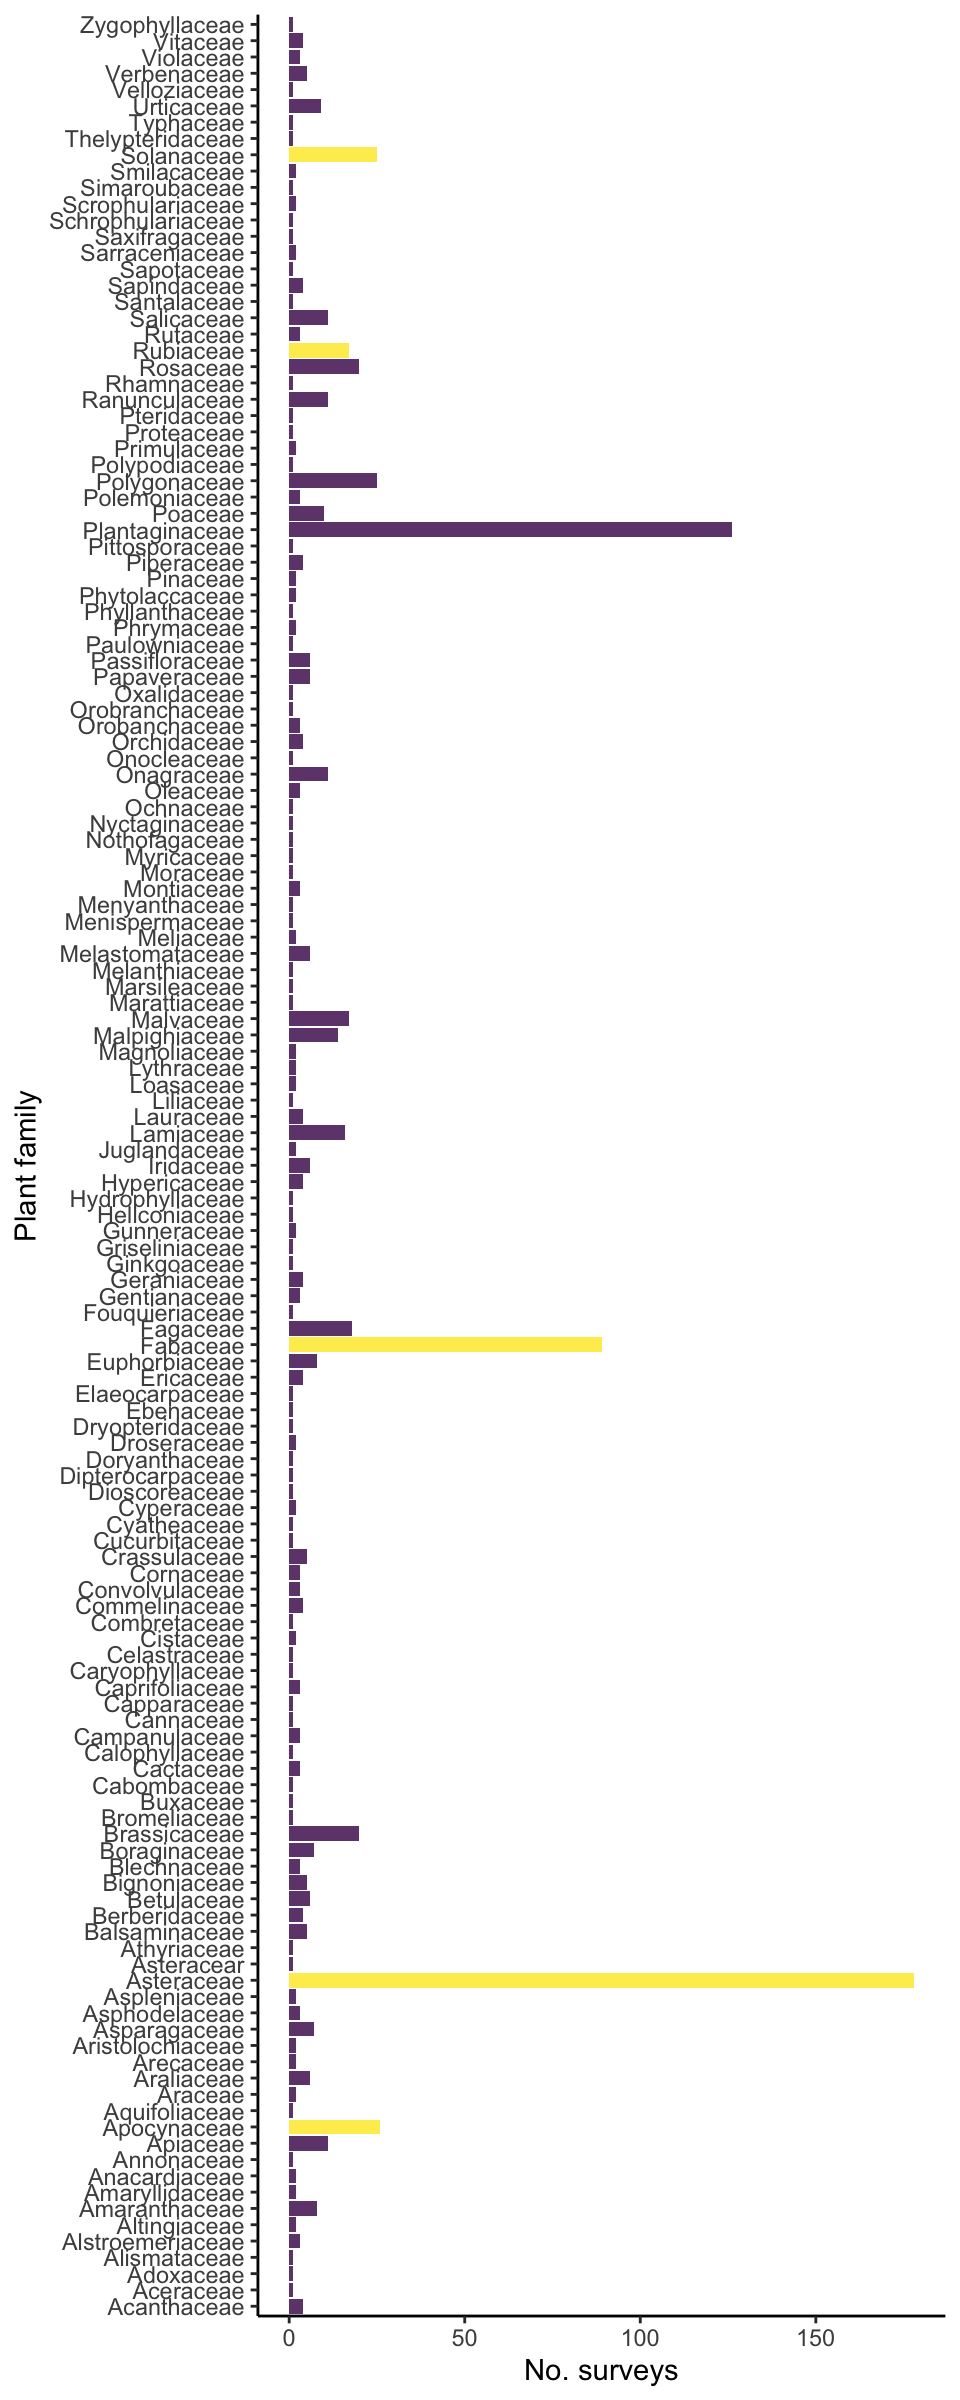 Zygophyllaceae
Vitaceae
Violaceae
Verbenaceae
Velloziaceae
Urticaceae
Typhaceae
Thelypteridaceae
Solanaceae
Smilacaceae
Simaroubaceae
Scrophulariaceae
Schrophulariaceae
Saxifragaceae
Sarraceniaceae
Sapotaceae
Sapindaceae
Santalaceae
Salicaceae
Rutaceae
Rubiaceae
Rosaceae
Rhamnaceae
Ranunculaceae
Pteridaceae
Proteaceae
Primulaceae
Polypodiaceae
Polygonaceae
Polemoniaceae
Poaceae
Plantaginaceae
Pittosporaceae
Piperaceae
Pinaceae
Phytolaccaceae
Phyllanthaceae
Phrymaceae
Paulowniaceae
Passifloraceae
Papaveraceae
Oxalidaceae
Orobranchaceae
Orobanchaceae
Orchidaceae
Onocleaceae
Onagraceae
Oleaceae
Ochnaceae
Nyctaginaceae
Nothofagaceae
Myricaceae
Moraceae
Montiaceae
Menyanthaceae
Menispermaceae
Meliaceae
Melastomataceae
Melanthiaceae
Marsileaceae
Marattiaceae
Malvaceae
Malpighiaceae
Magnoliaceae
Lythraceae
Loasaceae
Liliaceae
Lauraceae
Lamiaceae
Juglandaceae
Iridaceae
Hypericaceae
Hydrophyllaceae
Heliconiaceae
Gunneraceae
Griseliniaceae
Ginkgoaceae
Geraniaceae
Gentianaceae
Fouquieriaceae
Fagaceae
Fabaceae
Euphorbiaceae
Ericaceae
Elaeocarpaceae
Ebenaceae
Dryopteridaceae
Droseraceae
Doryanthaceae
Dipterocarpaceae
Dioscoreaceae
Cyperaceae
Cyatheaceae
Cucurbitaceae
Crassulaceae
Cornaceae
Convolvulaceae
Commelinaceae
Combretaceae
Cistaceae
Celastraceae
Caryophyllaceae
Caprifoliaceae
Capparaceae
Cannaceae
Campanulaceae
Calophyllaceae
Cactaceae
Cabombaceae
Buxaceae
Bromeliaceae
Brassicaceae
Boraginaceae
Blechnaceae
Bignoniaceae
Betulaceae
Berberidaceae
Balsaminaceae
Athyriaceae
Asteracear
Asteraceae
Aspleniaceae
Asphodelaceae
Asparagaceae
Aristolochiaceae
Arecaceae
Araliaceae
Araceae
Aquifoliaceae
Apocynaceae
Apiaceae
Annonaceae
Anacardiaceae
Amaryllidaceae
Amaranthaceae
Altingiaceae
Alstroemeriaceae
Alismataceae
Adoxaceae
Aceraceae
Acanthaceae
Plant family
0 50 100 150
No. surveys